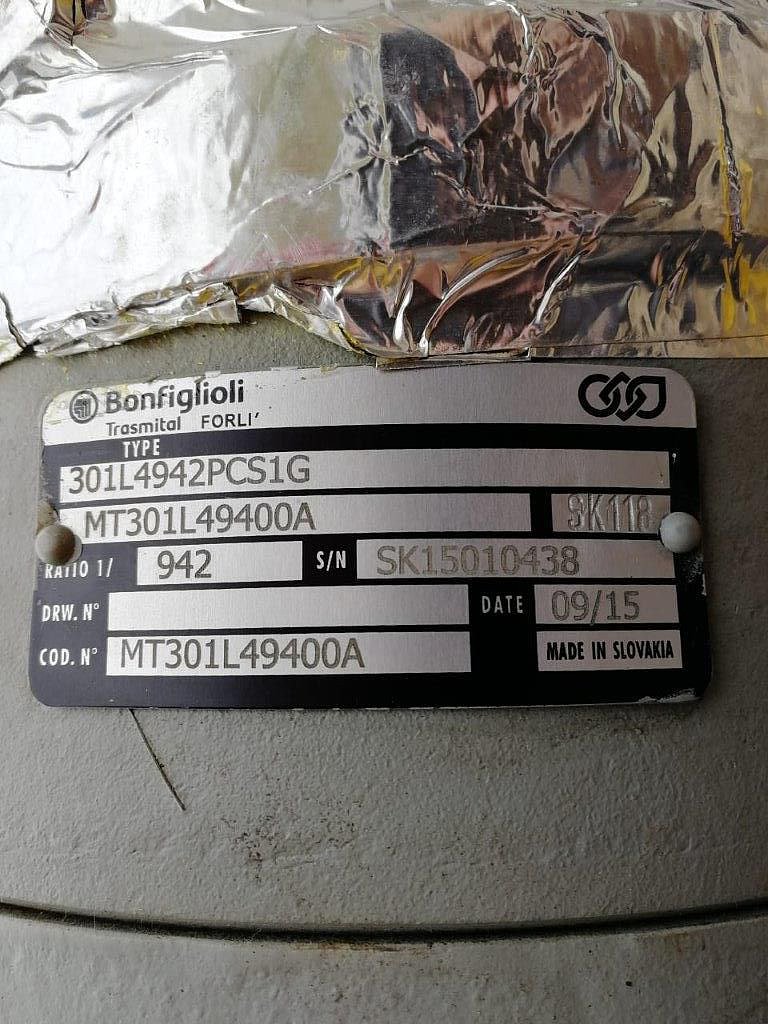 Bonfiglioli
Trasmital FORLI'
TYPE
301L4942PCS1G
MT301L49400A SK118
RATIO 1/ 942 S/N SK15010438
DRW. N° DATE 09/15
COD. N° MT301L49400A MADE IN SLOVAKIA